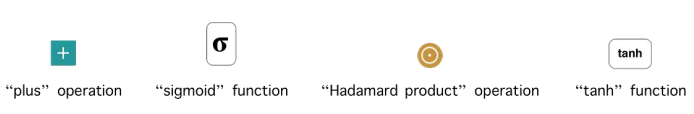 +
σ
tanh
“plus” operation
“sigmoid” function
“Hadamard product” operation
“tanh” function